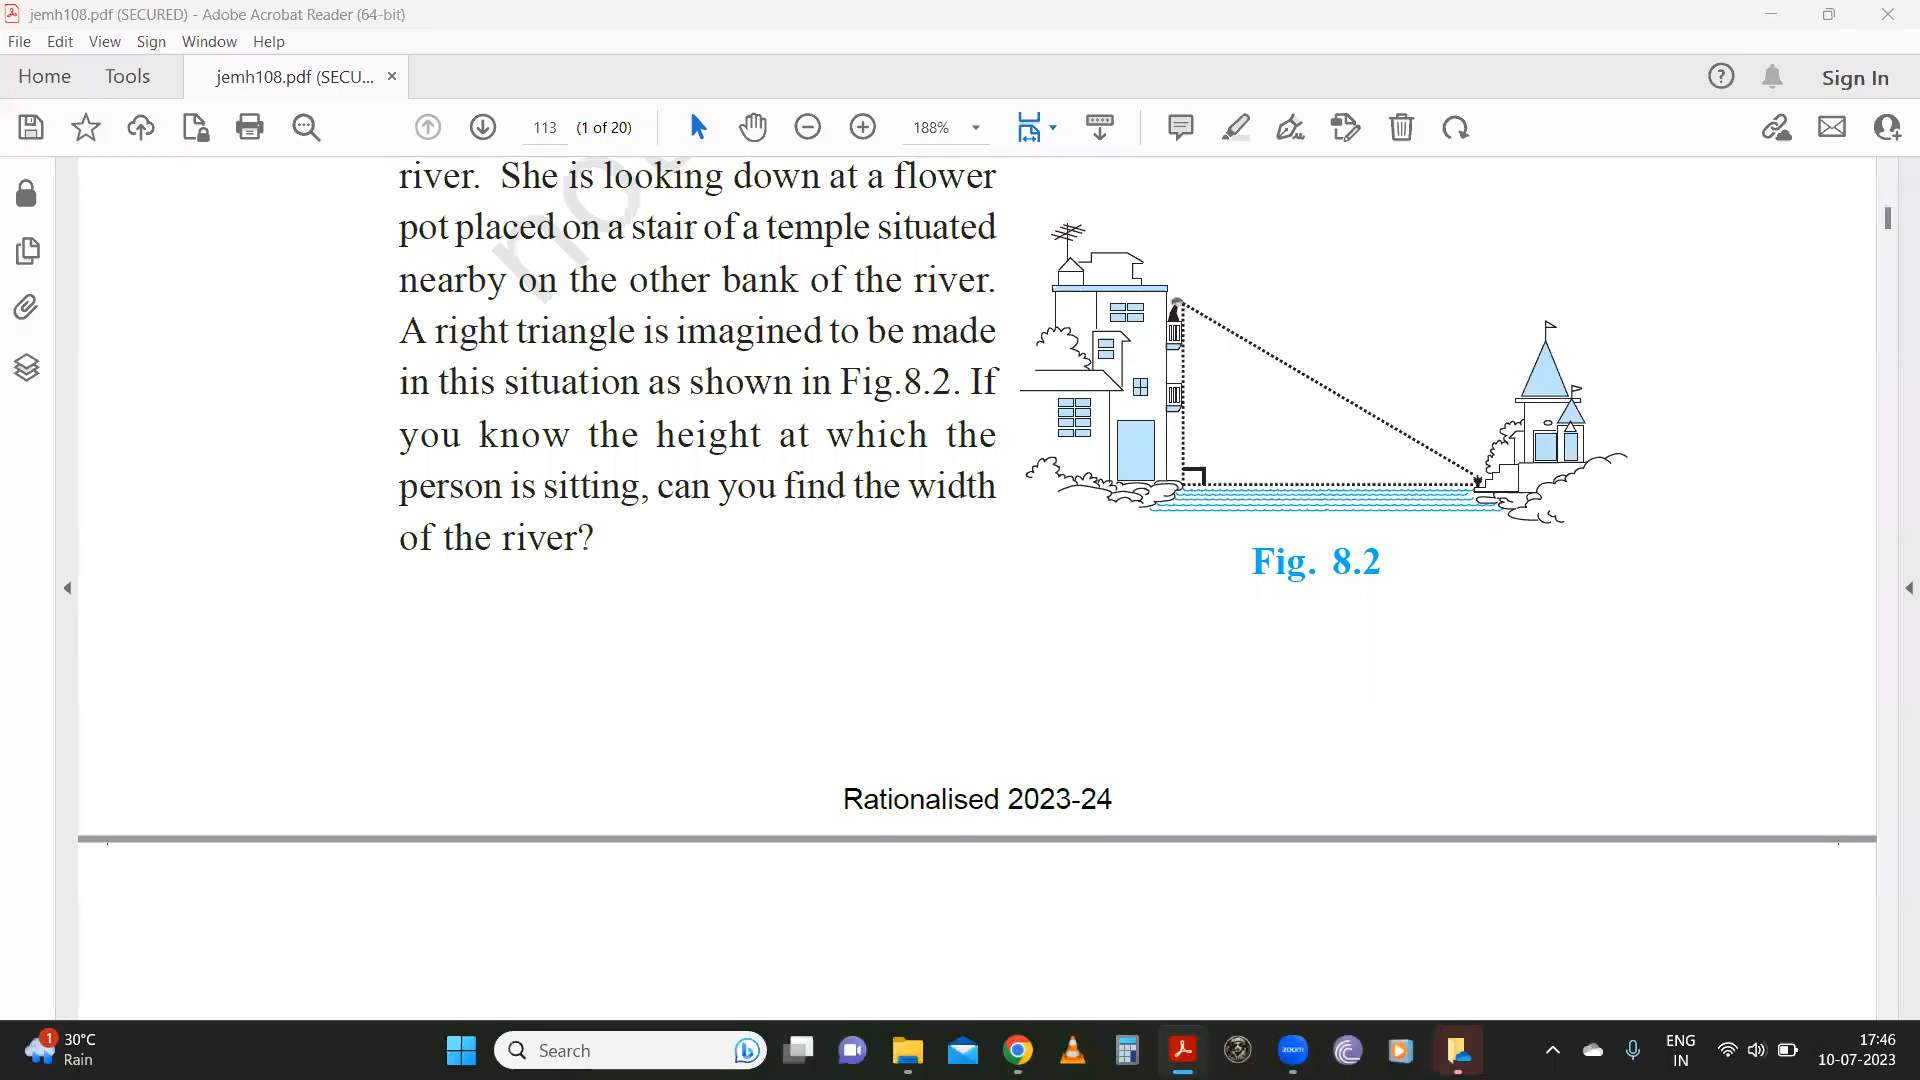 jemh108.pdf (SECURED) - Adobe Acrobat Reader (64-bit)
File Edit View Sign Window Help
Home Tools jemh108.pdf (SECU... × Sign In
113 (1 of 20) 188%
not
river. She is looking down at a flower
pot placed on a stair of a temple situated
nearby on the other bank of the river.
A right triangle is imagined to be made
in this situation as shown in Fig.8.2. If
you know the height at which the
person is sitting, can you find the width
of the river?
Fig. 8.2
Rationalised 2023-24
1
30°C
Rain
Search
zoom
ENG
IN
17:46
10-07-2023